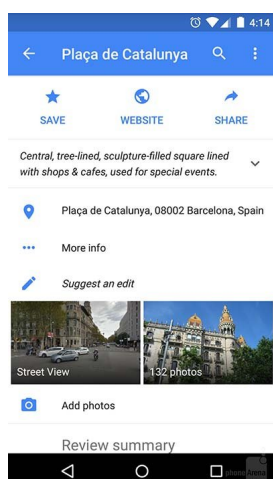 4:14
Plaça de Catalunya
SAVE WEBSITE SHARE
Central, tree-lined, sculpture-filled square lined
with shops & cafes, used for special events.
Plaça de Catalunya, 08002 Barcelona, Spain
More info
Suggest an edit
Street View 132 photos
Add photos
Review summary
phoneArena